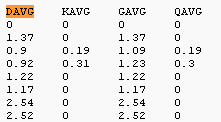 DAVG KAVG GAVG QAVG
0 0 0 0
1.37 0 1.37 0
0.9 0.19 1.09 0.19
0.92 0.31 1.23 0.3
1.22 0 1.22 0
1.17 0 1.17 0
2.54 0 2.54 0
2.52 0 2.52 0